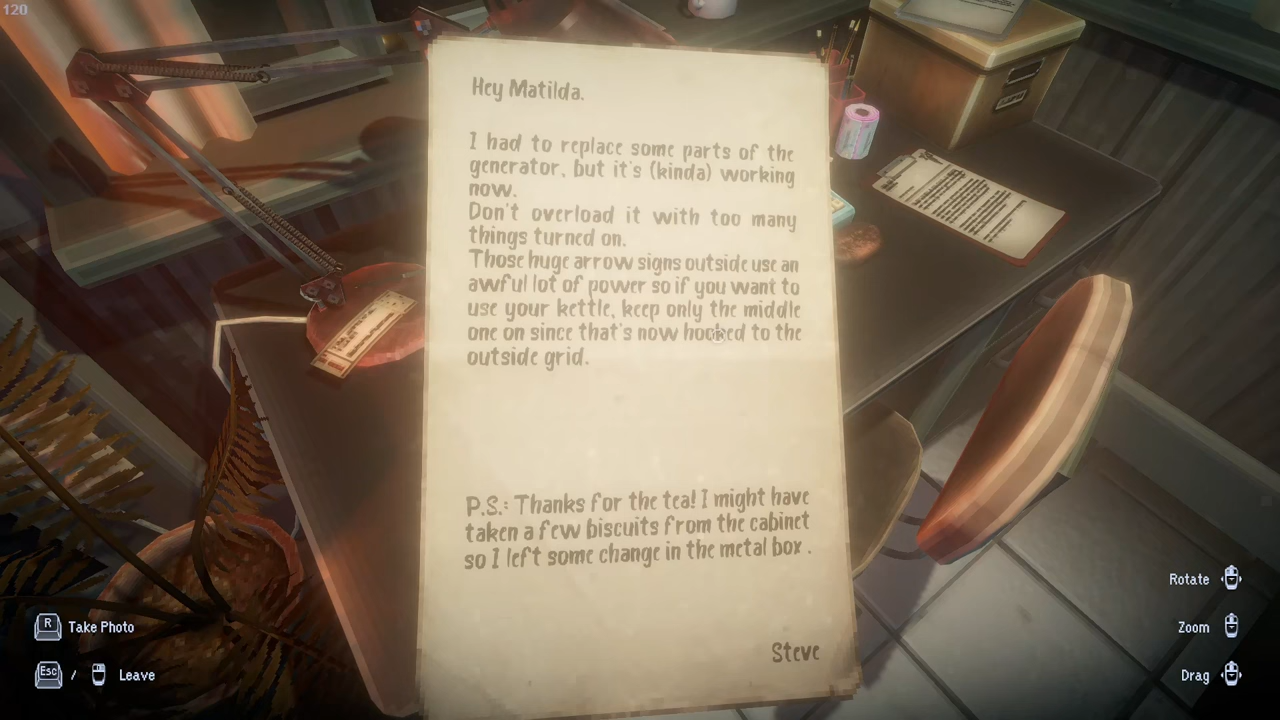 120
Hey Matilda.
I had to replace some parts of the
generator, but it's (kinda) working
now.
Don't overload it with too many
things turned on.
Those huge arrow signs outside use an
awful lot of power so if you want to
use your kettle, keep only the middle
one on since that's now hooked to the
outside grid.
P.S.: Thanks for the tea! I might have
taken a few biscuits from the cabinet
so I left some change in the metal box .
Steve
R Take Photo
Esc / Leave
Rotate
Zoom
Drag